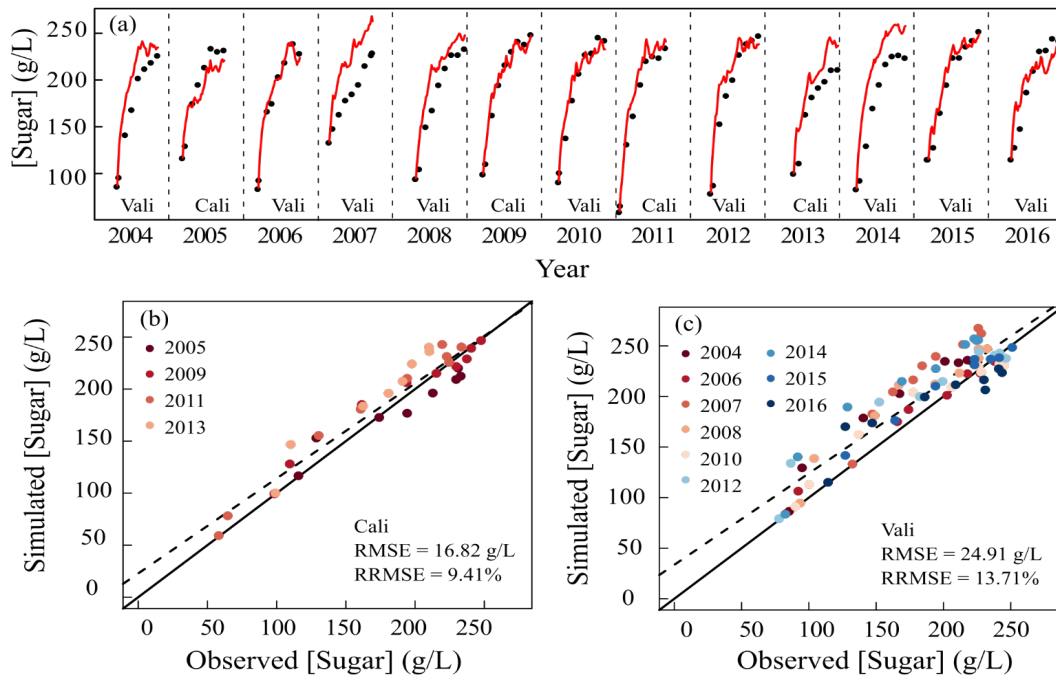 (a)
[Sugar] (g/L)
250
200
150
100
Vali Cali Vali Vali Vali Cali Vali Cali Vali Cali Vali Vali Vali
2004 2005 2006 2007 2008 2009 2010 2011 2012 2013 2014 2015 2016
Year
(b)
Simulated [Sugar] (g/L)
250
200
150
100
50
0
2005
2009
2011
2013
Cali
RMSE = 16.82 g/L
RRMSE = 9.41%
0 50 100 150 200 250
Observed [Sugar] (g/L)
(c)
Simulated [Sugar] (g/L)
250
200
150
100
50
0
2004 2014
2006 2015
2007 2016
2008
2010
2012
Vali
RMSE = 24.91 g/L
RRMSE = 13.71%
0 50 100 150 200 250
Observed [Sugar] (g/L)